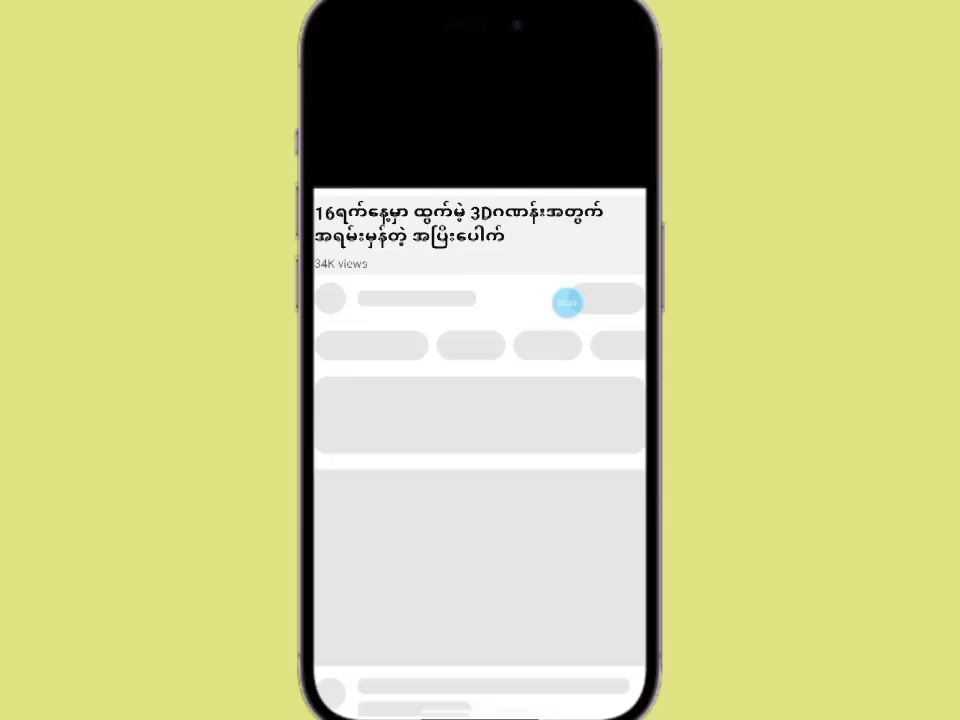 16ရက်နေ့မှာ ထွက်မဲ့ 3Dဂဏန်းအတွက်
အရမ်းမှန်တဲ့ အပြီးပေါက်
34K views